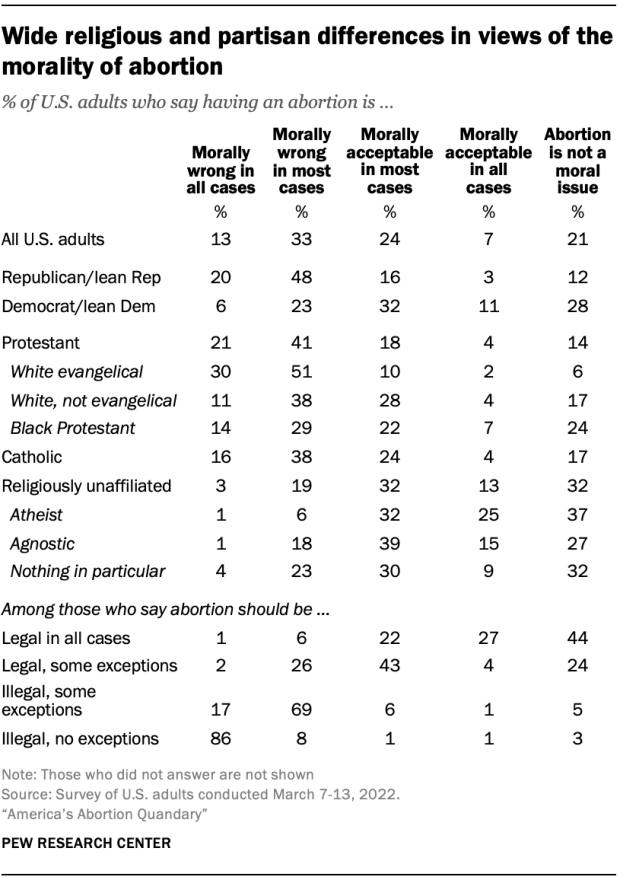 Wide religious and partisan differences in views of the
morality of abortion
% of U.S. adults who say having an abortion is ...
Morally wrong in all cases Morally wrong in most cases Morally acceptable in most cases Morally acceptable in all cases Abortion is not a moral issue
% % % % %
All U.S. adults 13 33 24 7 21
Republican/lean Rep 20 48 16 3 12
Democrat/lean Dem 6 23 32 11 28
Protestant 21 41 18 4 14
White evangelical 30 51 10 2 6
White, not evangelical 11 38 28 4 17
Black Protestant 14 29 22 7 24
Catholic 16 38 24 4 17
Religiously unaffiliated 3 19 32 13 32
Atheist 1 6 32 25 37
Agnostic 1 18 39 15 27
Nothing in particular 4 23 30 9 32
Among those who say abortion should be ...
Legal in all cases 1 6 22 27 44
Legal, some exceptions 2 26 43 4 24
Illegal, some
exceptions 17 69 6 1 5
Illegal, no exceptions 86 8 1 1 3
Note: Those who did not answer are not shown
Source: Survey of U.S. adults conducted March 7-13, 2022.
“America’s Abortion Quandary”
PEW RESEARCH CENTER